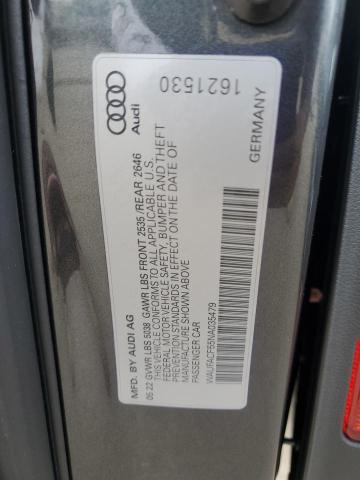 Audi
1621530
GERMANY
MFD. BY AUDI AG
05 22 GVWR LBS 5038 GAWR LBS FRONT 2535 / REAR 2646
THIS VEHICLE CONFORMS TO ALL APPLICABLE U.S.
FEDERAL MOTOR VEHICLE SAFETY, BUMPER AND THEFT
PREVENTION STANDARDS IN EFFECT ON THE DATE OF
MANUFACTURE SHOWN ABOVE
PASSENGER CAR
WAUFACF55NA035479